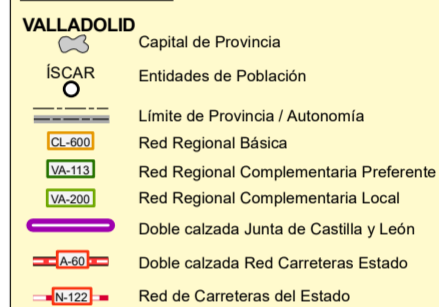 VALLADOLID
Capital de Provincia
ÍSCAR
Entidades de Población
Límite de Provincia / Autonomía
CL-600 Red Regional Básica
VA-113 Red Regional Complementaria Preferente
VA-200 Red Regional Complementaria Local
Doble calzada Junta de Castilla y León
A-60 Doble calzada Red Carreteras Estado
N-122 Red de Carreteras del Estado